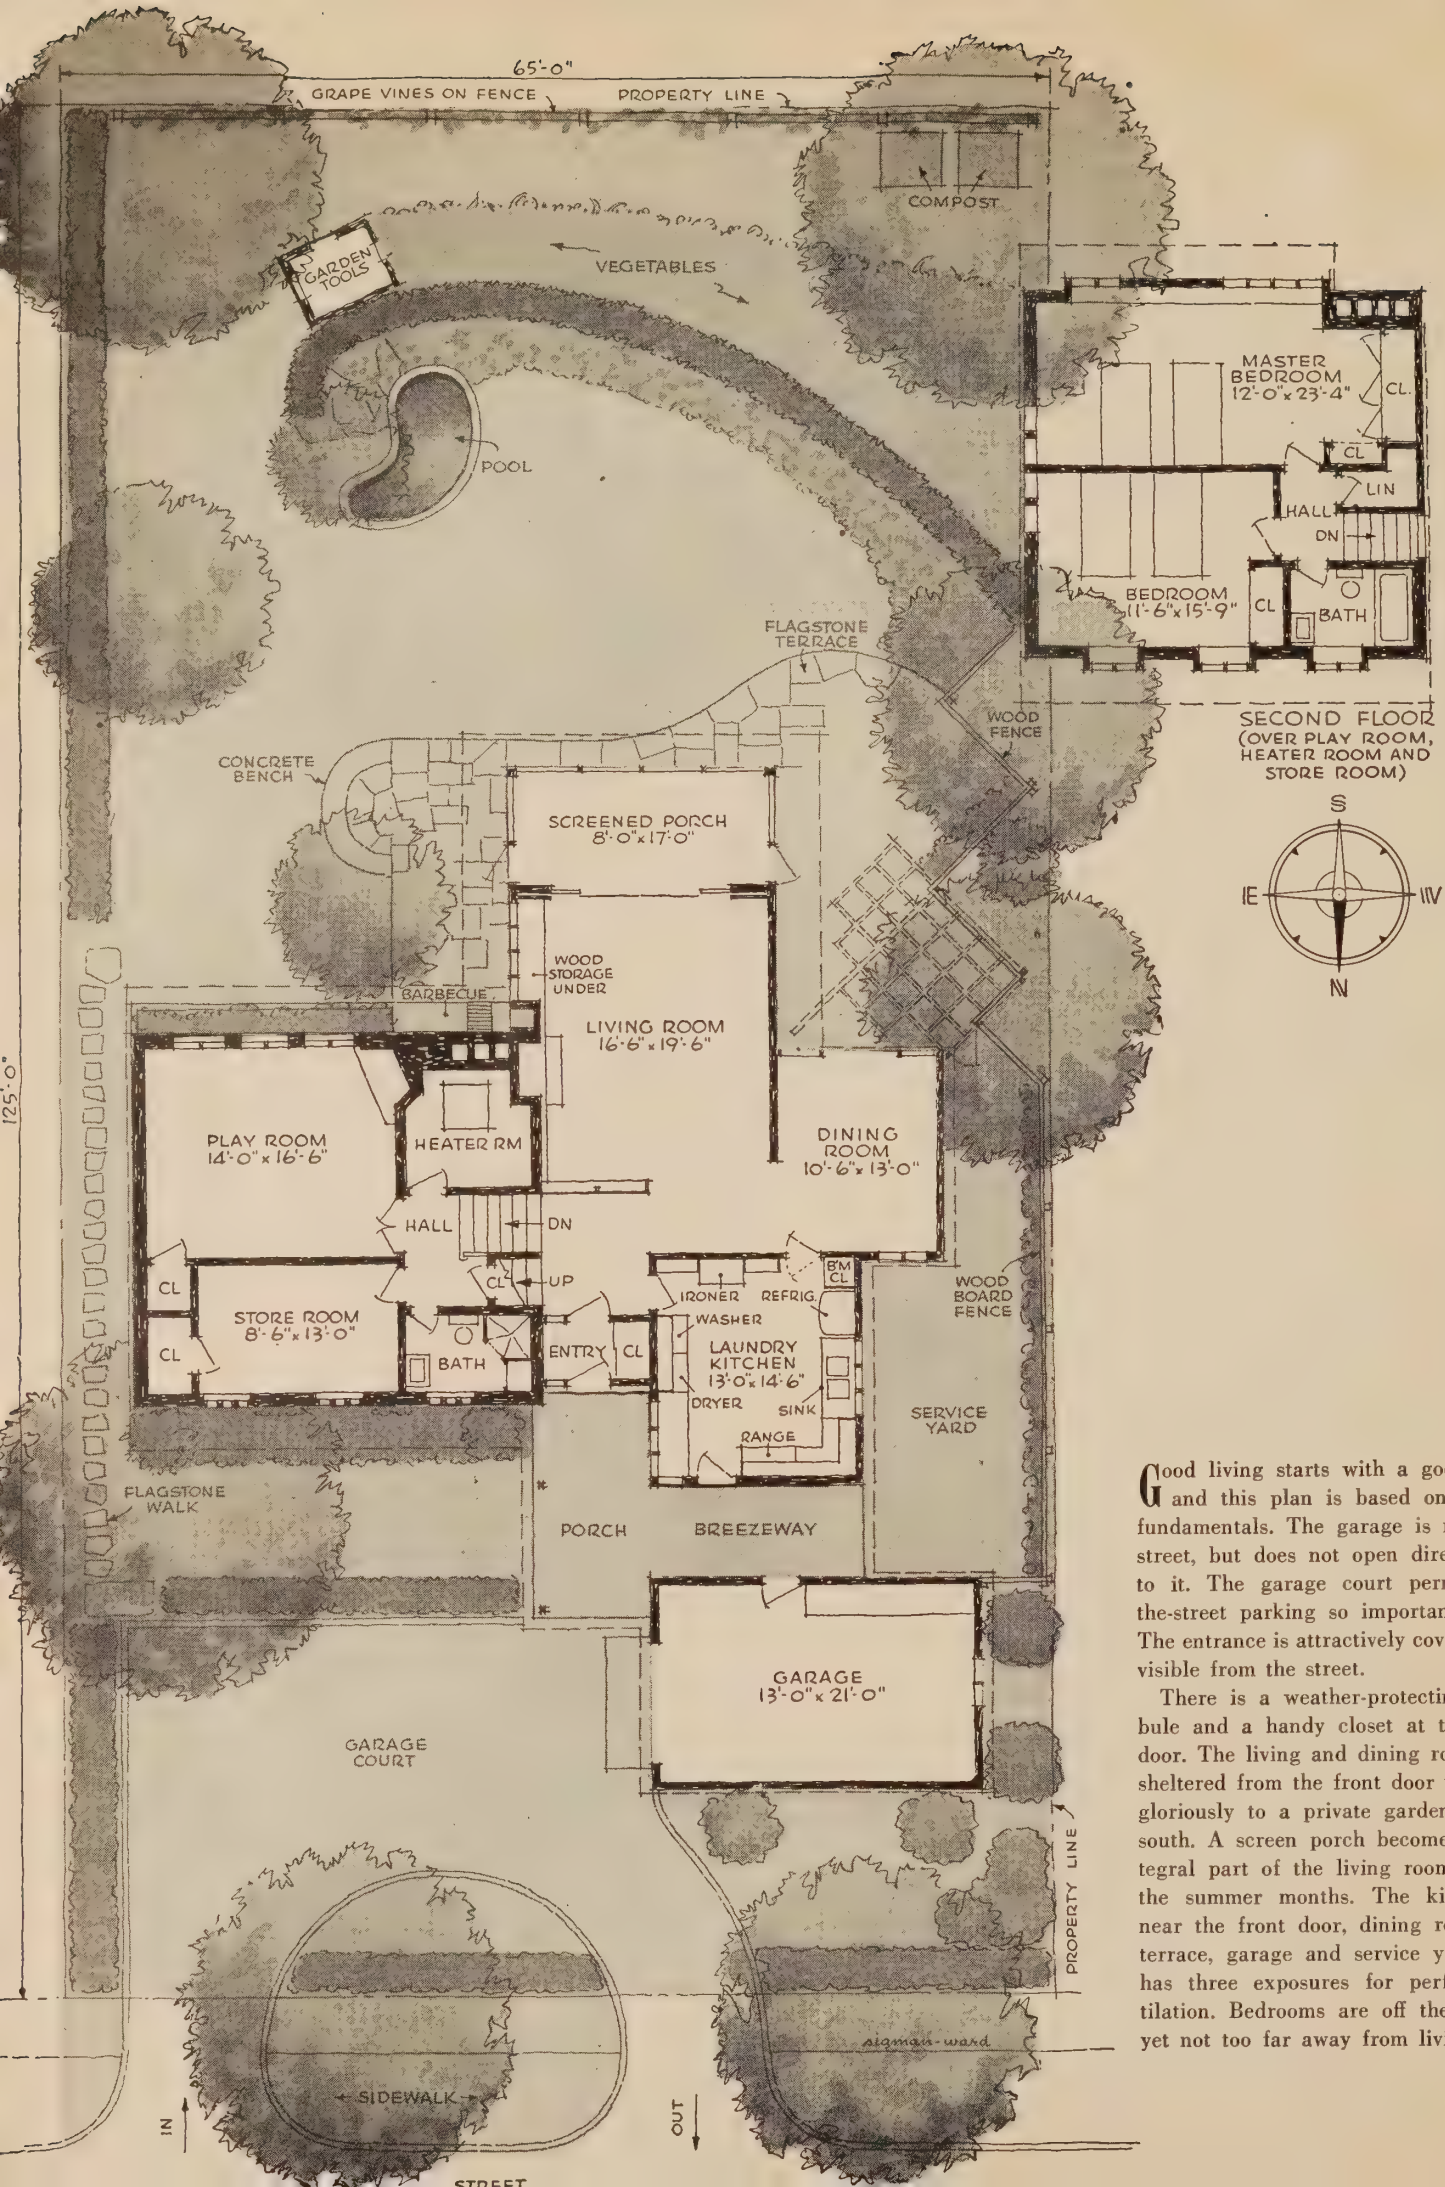 65'-0"
GRAPE VINES ON FENCE
PROPERTY LINE
COMPOST
GARDEN
TOOLS
VEGETABLES
POOL
MASTER
BEDROOM
12'-0" x 23'-4"
CL.
CL
LIN
HALL
DN
BEDROOM
11'-6" x 15'-9"
CL
BATH
SECOND FLOOR
(OVER PLAY ROOM,
HEATER ROOM AND
STORE ROOM)
S
E
W
N
FLAGSTONE
TERRACE
WOOD
FENCE
CONCRETE
BENCH
SCREENED PORCH
8'-0" x 17'-0"
WOOD
STORAGE
UNDER
BARBECUE
LIVING ROOM
16'-6" x 19'-6"
125'-0"
PLAY ROOM
14'-0" x 16'-6"
HEATER RM
DINING
ROOM
10'-6" x 13'-0"
HALL
DN
CL
UP
CL
STORE ROOM
8'-6" x 13'-0"
CL
BATH
ENTRY
CL
IRONER
REFRIG.
B'M
CL
WASHER
LAUNDRY
KITCHEN
13'-0" x 14'-6"
DRYER
SINK
RANGE
WOOD
BOARD
FENCE
SERVICE
YARD
FLAGSTONE
WALK
PORCH
BREEZEWAY
GARAGE
13'-0" x 21'-0"
GARAGE
COURT
PROPERTY LINE
sigman-ward
SIDEWALK
IN
OUT
STREET
Good living starts with a go
and this plan is based on
fundamentals. The garage is
street, but does not open dire
to it. The garage court per
the-street parking so importan
The entrance is attractively cov
visible from the street.
There is a weather-protectin
bule and a handy closet at t
door. The living and dining ro
sheltered from the front door
gloriously to a private garden
south. A screen porch become
tegral part of the living room
the summer months. The ki
near the front door, dining ro
terrace, garage and service y
has three exposures for perf
tilation. Bedrooms are off the
yet not too far away from liv